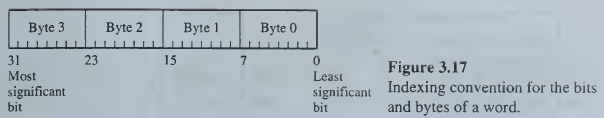 Byte 3 Byte 2 Byte 1 Byte 0
31 23 15 7 0
Most significant bit
Least significant bit
Figure 3.17
Indexing convention for the bits
and bytes of a word.